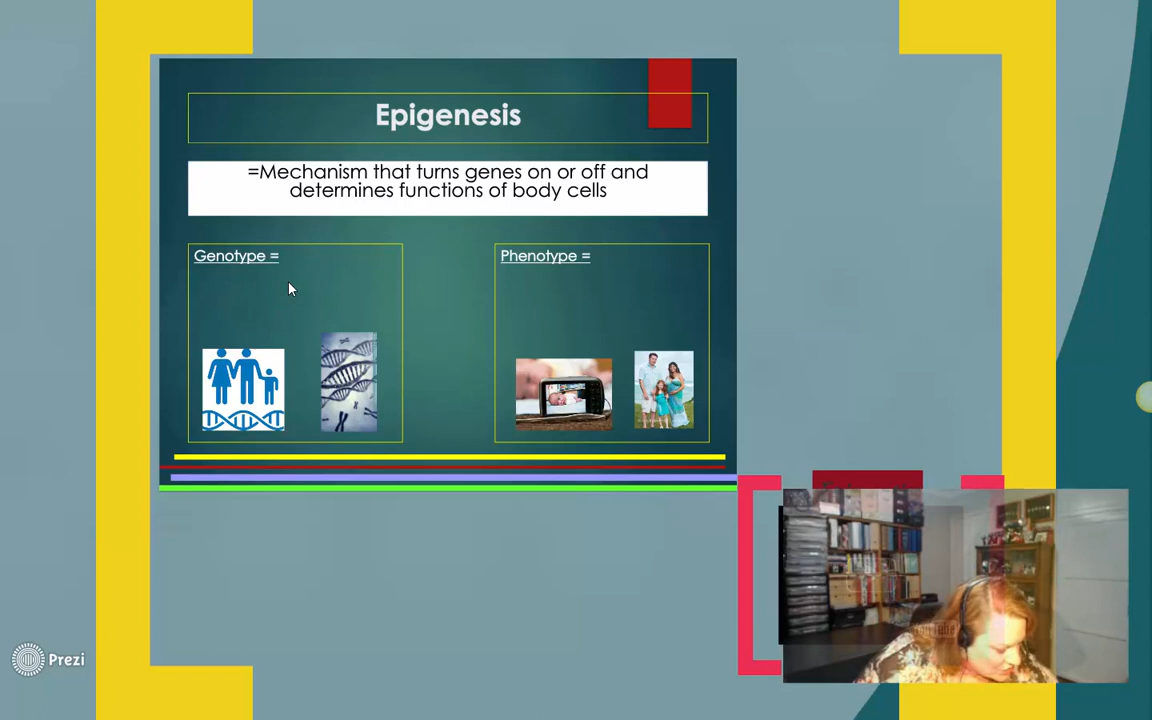 Epigenesis
=Mechanism that turns genes on or off and
determines functions of body cells
Genotype =
Phenotype =
Prezi